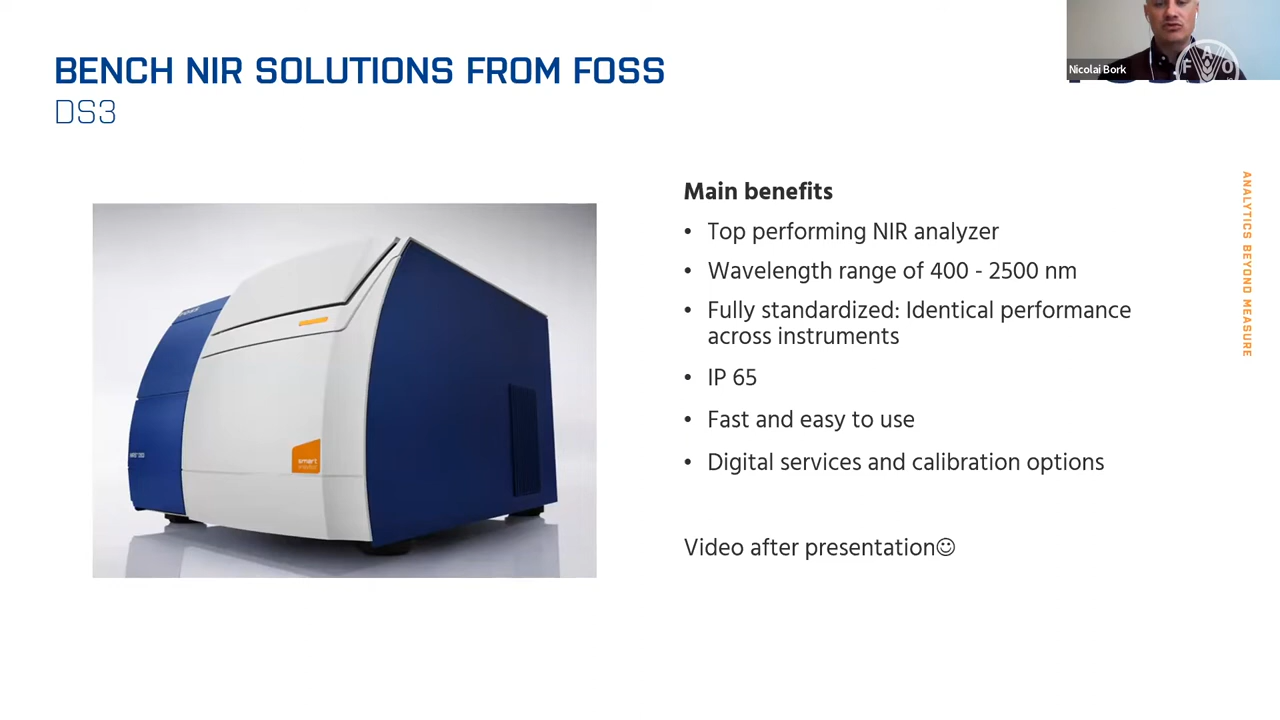 BENCH NIR SOLUTIONS FROM FOSS
DS3
Nicolai Bork
F A O
Main benefits
• Top performing NIR analyzer
• Wavelength range of 400 - 2500 nm
• Fully standardized: Identical performance
across instruments
• IP 65
• Fast and easy to use
• Digital services and calibration options
Video after presentation☺
smart
ANALYTICS BEYOND MEASURE